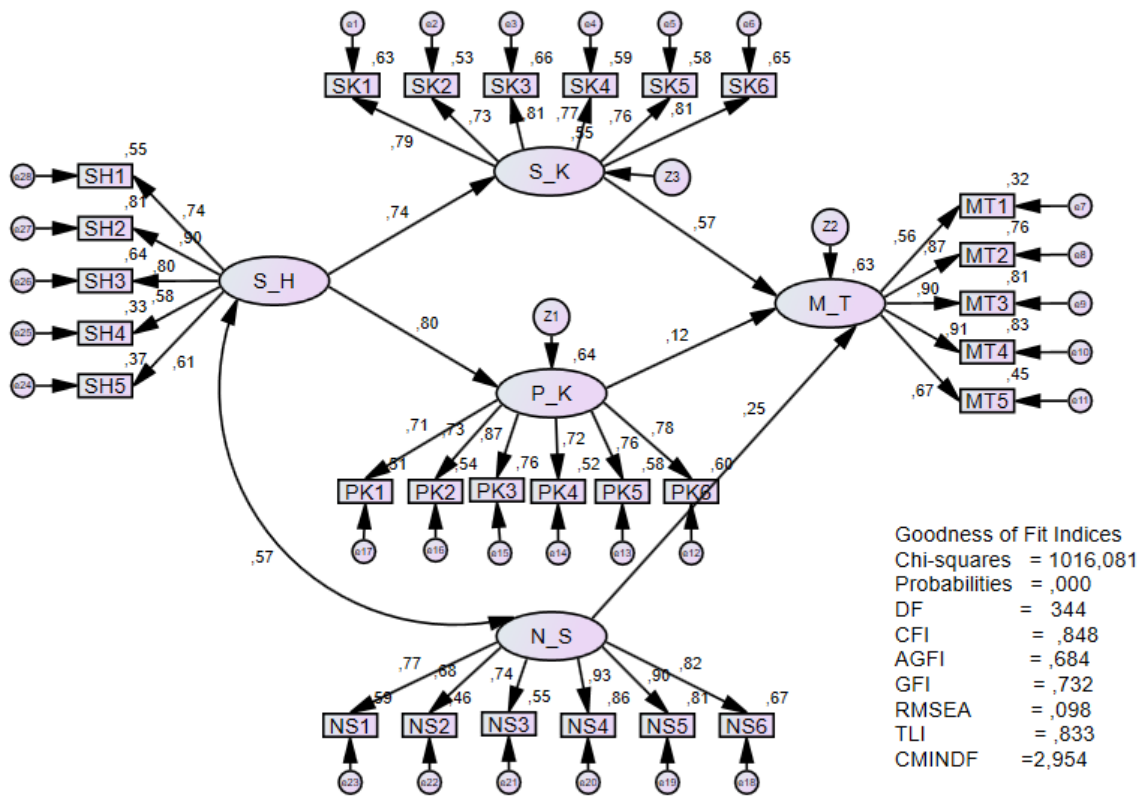 e1 e2 e3 e4 e5 e6
,63 ,53 ,66 ,59 ,58 ,65
SK1 SK2 SK3 SK4 SK5 SK6
,79 ,73 ,81 ,77 ,76 ,81
,55
S_K
Z3
,55 ,81 ,64 ,33 ,37
e28 SH1
e27 SH2
e26 SH3
e25 SH4
e24 SH5
,74 ,90 ,80 ,58 ,61
S_H
,74
,80
,57
,57
,12
,25
Z2
,63
M_T
,56 ,87 ,90 ,91 ,67
,32 ,76 ,81 ,83 ,45
MT1 e7
MT2 e8
MT3 e9
MT4 e10
MT5 e11
Z1
,64
P_K
,71 ,73 ,87 ,72 ,76 ,78
,51 ,54 ,76 ,52 ,58 ,60
PK1 PK2 PK3 PK4 PK5 PK6
e17 e16 e15 e14 e13 e12
N_S
,77 ,68 ,74 ,93 ,90 ,82
,59 ,46 ,55 ,86 ,81 ,67
NS1 NS2 NS3 NS4 NS5 NS6
e23 e22 e21 e20 e19 e18
Goodness of Fit Indices
Chi-squares = 1016,081
Probabilities = ,000
DF = 344
CFI = ,848
AGFI = ,684
GFI = ,732
RMSEA = ,098
TLI = ,833
CMINDF =2,954